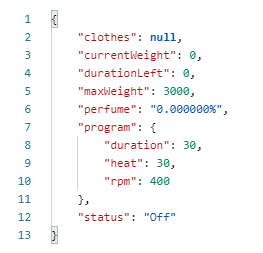 1 {
2     "clothes": null,
3     "currentWeight": 0,
4     "durationLeft": 0,
5     "maxWeight": 3000,
6     "perfume": "0.000000%",
7     "program": {
8         "duration": 30,
9         "heat": 30,
10         "rpm": 400
11     },
12     "status": "Off"
13 }